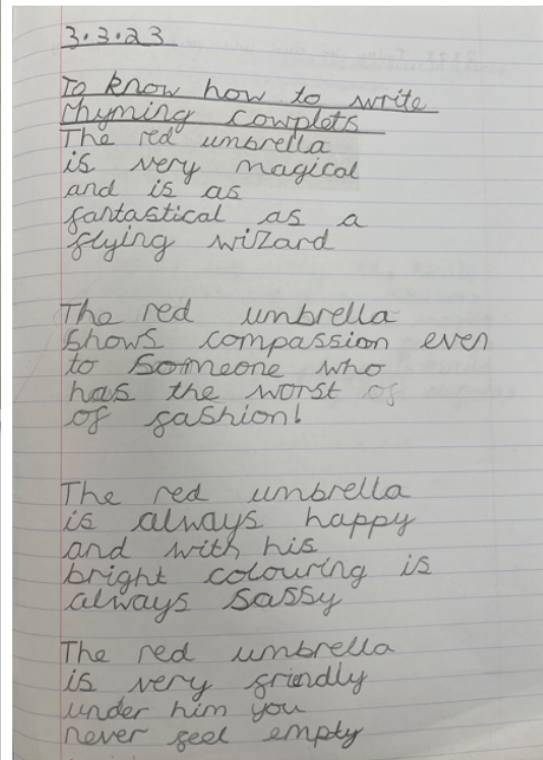 3.3.23
To know how to write
rhyming cowplets
The red umbrella
is very magical
and is as
fantastical as a
flying wizard
The red umbrella
shows compassion even
to someone who
has the worst of
of fashion!
The red umbrella
is always happy
and with his
bright colouring is
always sassy
The red umbrella
is very frindly
under him you
never feel empty